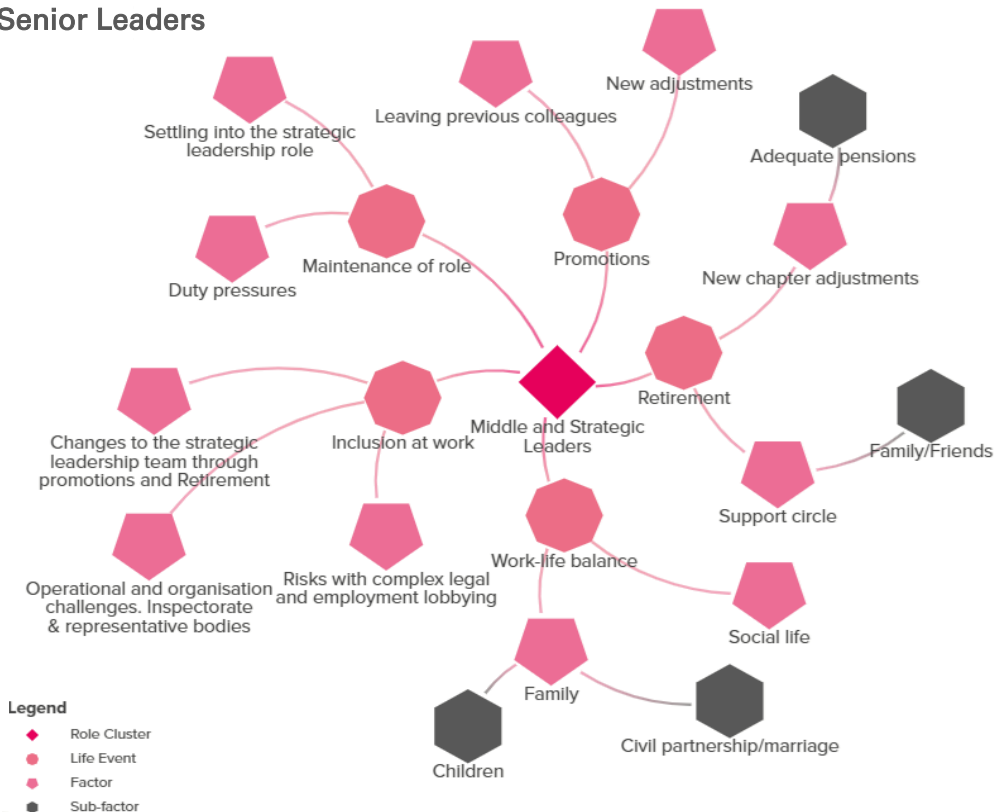 Senior Leaders
New adjustments
Leaving previous colleagues
Settling into the strategic
leadership role
Adequate pensions
Maintenance of role
Promotions
New chapter adjustments
Duty pressures
Retirement
Middle and Strategic
Leaders
Inclusion at work
Changes to the strategic
leadership team through
promotions and Retirement
Family/Friends
Support circle
Work-life balance
Risks with complex legal
and employment lobbying
Operational and organisation
challenges. Inspectorate
& representative bodies
Social life
Family
Civil partnership/marriage
Children
Legend
Role Cluster
Life Event
Factor
Sub-factor